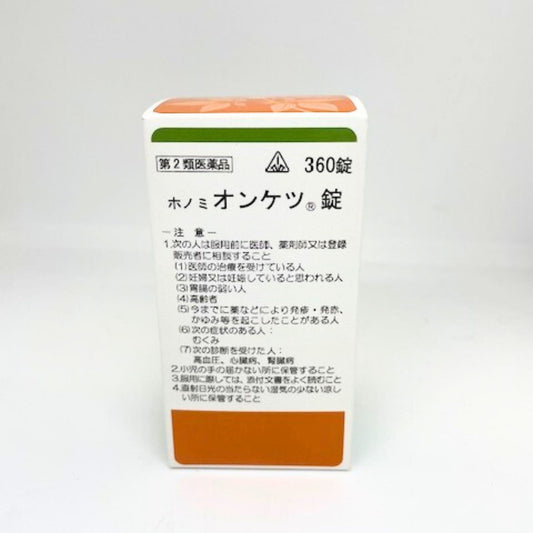 第2類医薬品 360錠
ホノミオンケツ®錠
ー注 意ー
1.次の人は服用前に医師、薬剤師又は登録
販売者に相談すること
(1)医師の治療を受けている人
(2)妊婦又は妊娠していると思われる人
(3)胃腸の弱い人
(4)高齢者
(5)今までに薬などにより発疹・発赤、
かゆみ等を起こしたことがある人
(6)次の症状のある人:
むくみ
(7)次の診断を受けた人:
高血圧、心臓病、腎臓病
2.小児の手の届かない所に保管すること
3.服用に際しては、添付文書をよく読むこと
4.直射日光の当たらない湿気の少ない涼し
い所に保管すること